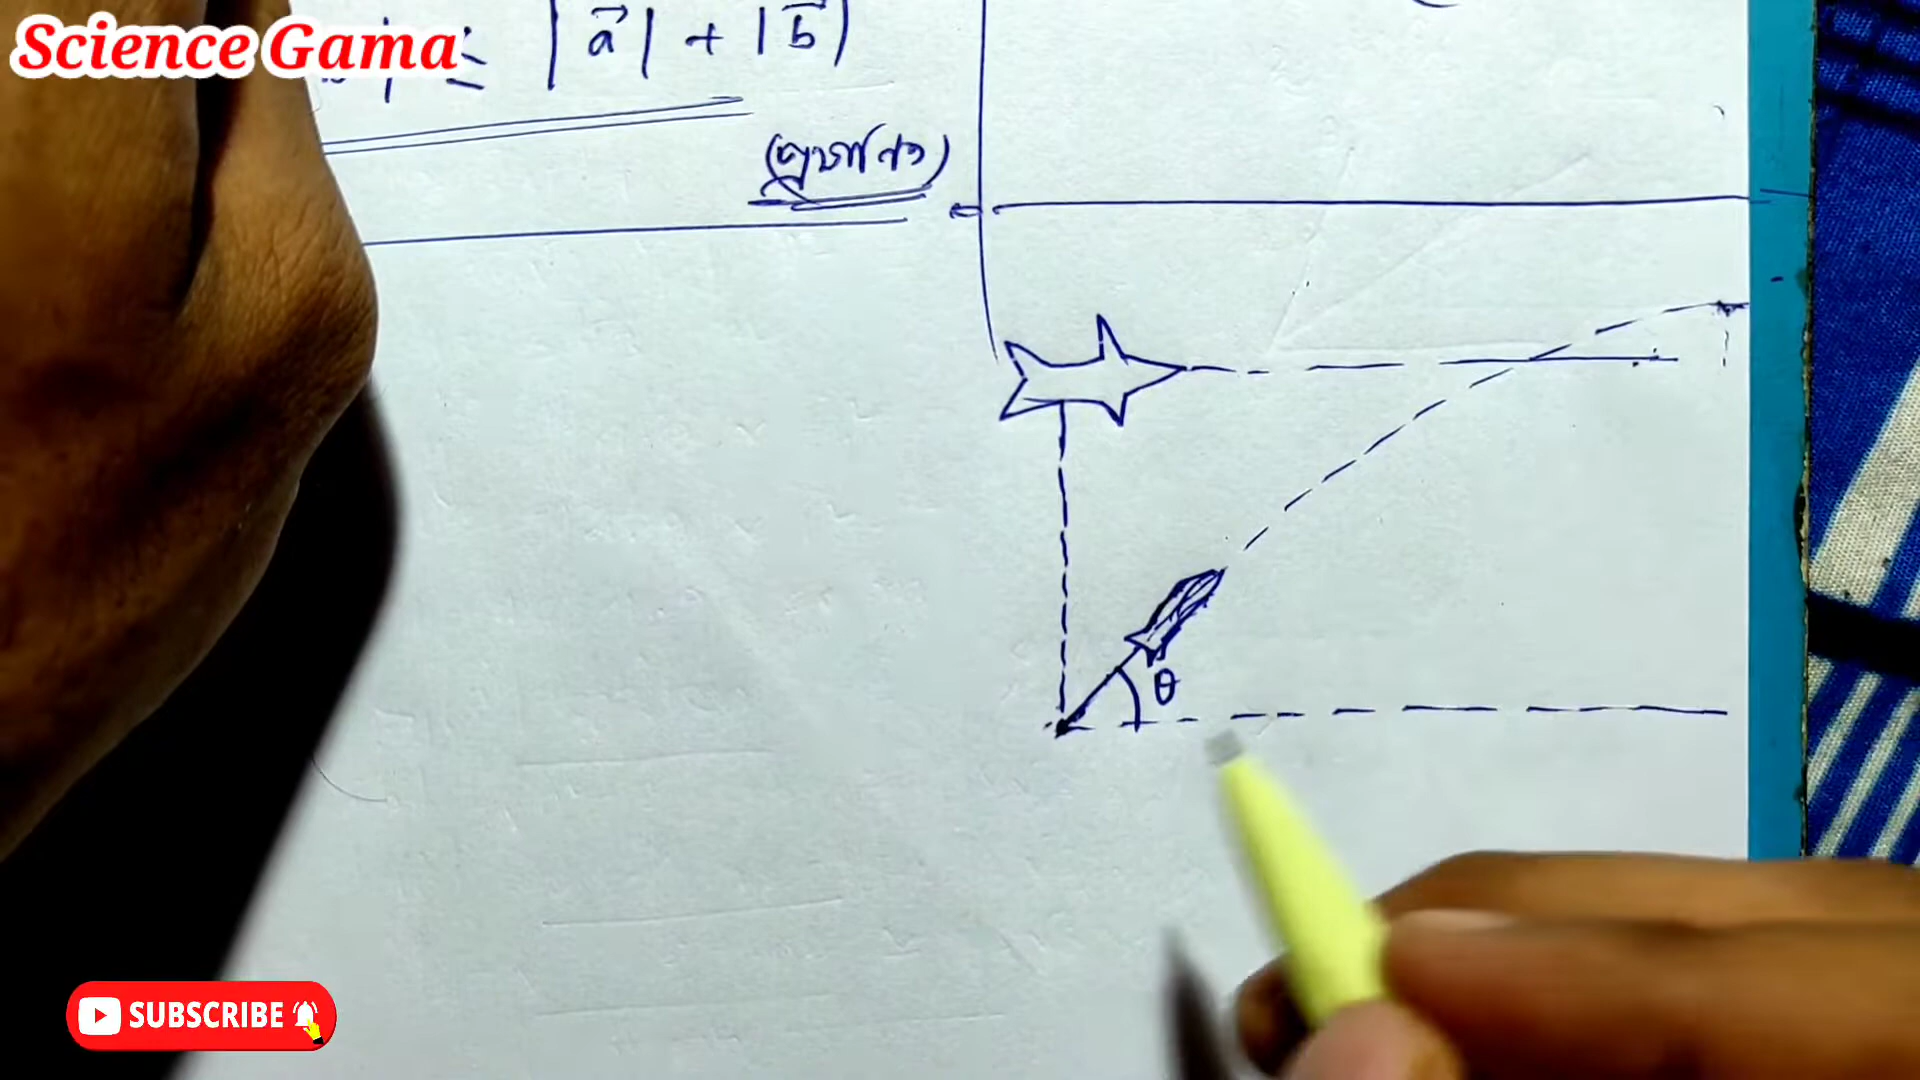 Science Gama
≤ |a⃗| + |b⃗|
(প্রমাণিত)
θ
SUBSCRIBE